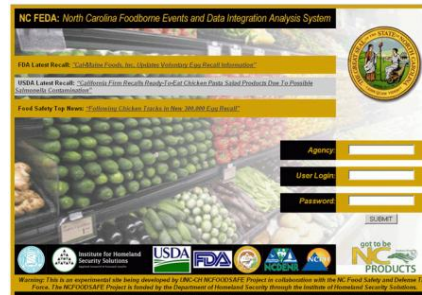 NC FEDA: North Carolina Foodborne Events and Data Integration Analysis System
FDA Latest Recall: "CalMaine Foods, Inc. Updates Voluntary Egg Recall Information"
USDA Latest Recall: "California Firm Recalls Ready-To-Eat Chicken Pasta Salad Products Due To Possible
Salmonella Contamination"
Food Safety Top News: "Following Chicken Tracks in New 300,000 Egg Recall"
Agency:
User Login:
Password:
SUBMIT
Institute for Homeland
Security Solutions
USDA
FDA
NCDENR
got to be
NC
PRODUCTS
Warning: This is an experimental site being developed by UNC-CH NCFOODSAFE Project in collaboration with the NC Food Safety and Defense T
Force. The NCFOODSAFE Project is funded by the Department of Homeland Security through the Institute of Homeland Security Solutions.